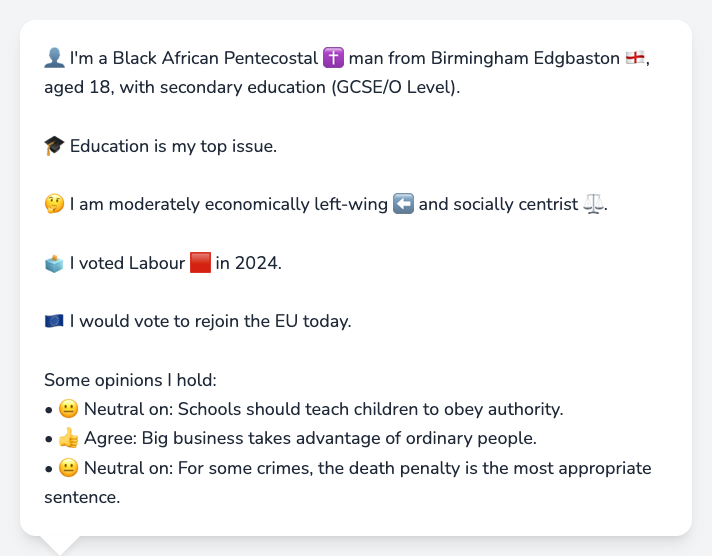 👤 I'm a Black African Pentecostal ✝️ man from Birmingham Edgbaston 🏴󠁧󠁢󠁥󠁮󠁧󠁿,
aged 18, with secondary education (GCSE/O Level).
🎓 Education is my top issue.
🤔 I am moderately economically left-wing ⬅️ and socially centrist ⚖️.
🗳️ I voted Labour 🟥 in 2024.
🇪🇺 I would vote to rejoin the EU today.
Some opinions I hold:
• 😐 Neutral on: Schools should teach children to obey authority.
• 👍 Agree: Big business takes advantage of ordinary people.
• 😐 Neutral on: For some crimes, the death penalty is the most appropriate
sentence.